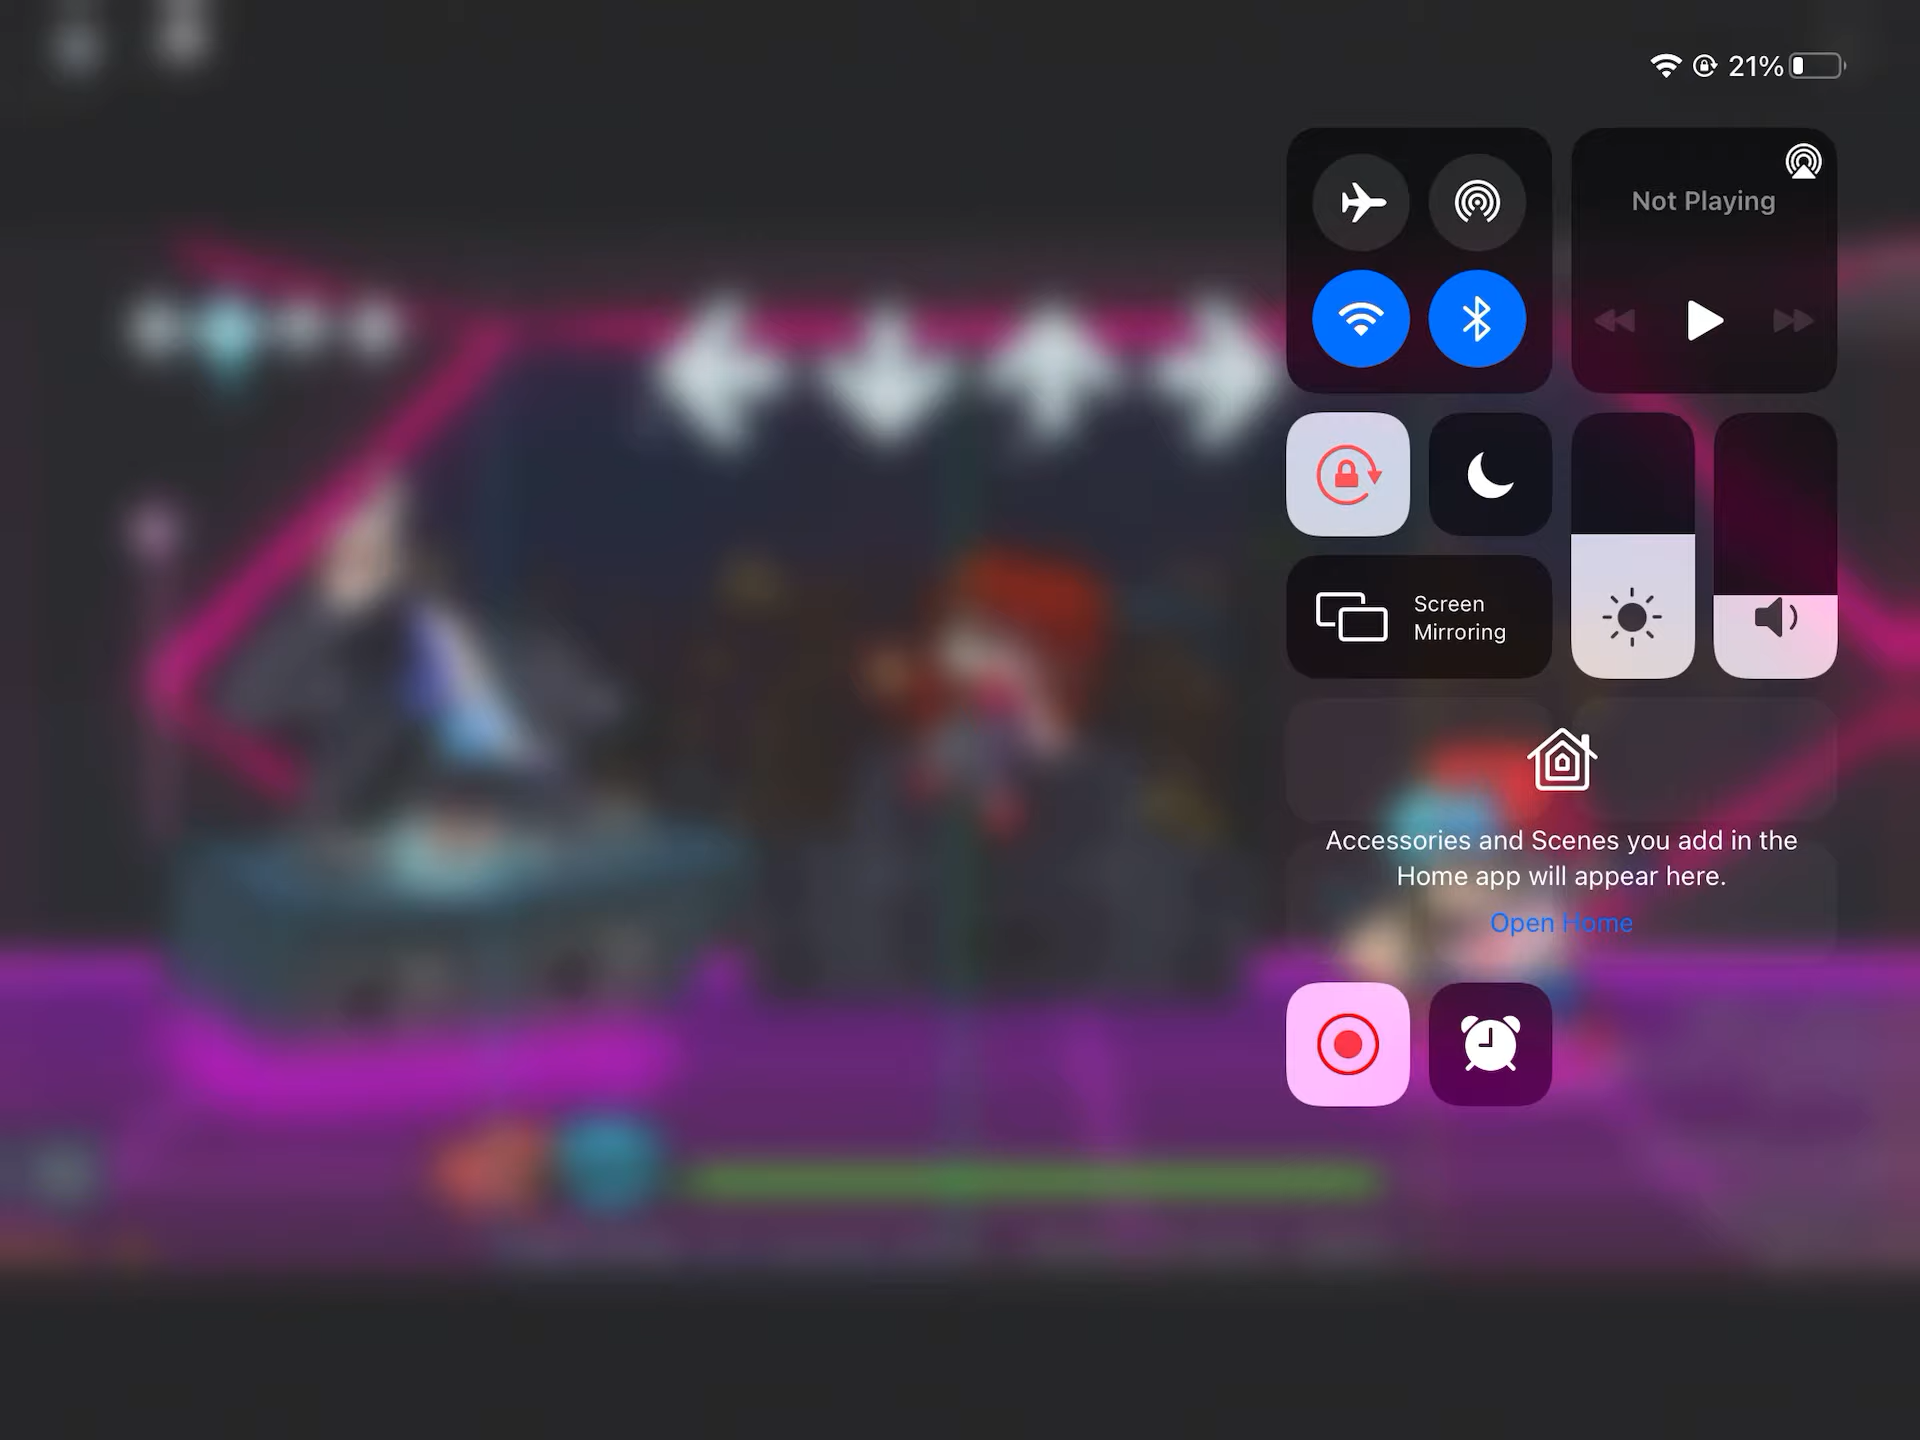 21%
Not Playing
Screen
Mirroring
Accessories and Scenes you add in the
Home app will appear here.
Open Home